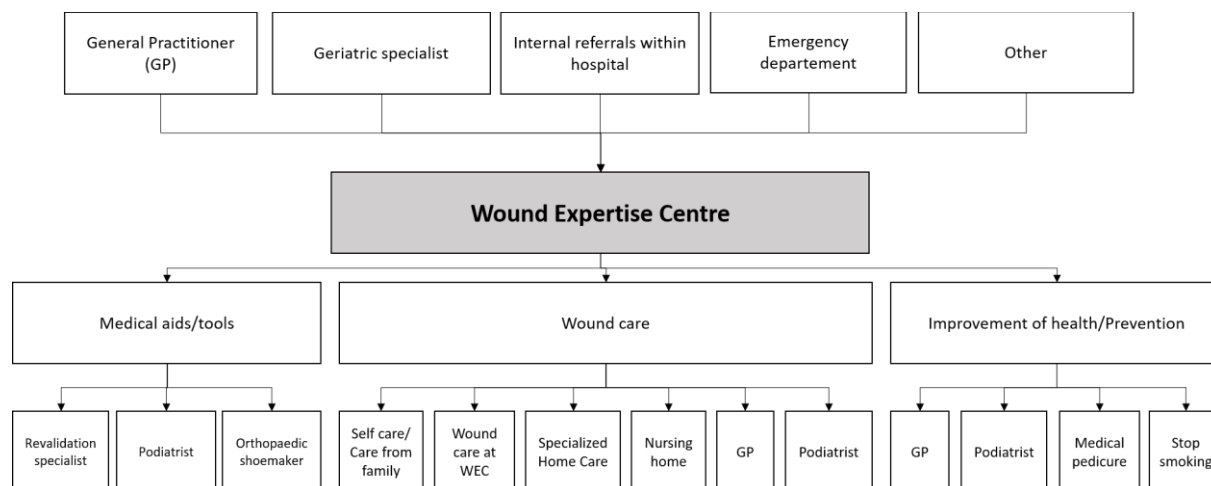 General Practitioner
(GP)
Geriatric specialist
Internal referrals within
hospital
Emergency
departement
Other
Wound Expertise Centre
Medical aids/tools
Wound care
Improvement of health/Prevention
Revalidation
specialist
Podiatrist
Orthopaedic
shoemaker
Self care/
Care from
family
Wound
care at
WEC
Specialized
Home Care
Nursing
home
GP
Podiatrist
GP
Podiatrist
Medical
pedicure
Stop
smoking